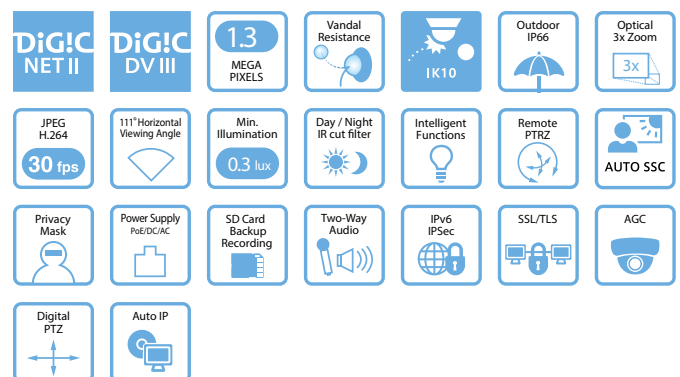 DiG!C
NET II
DiG!C
DV III
1.3
MEGA
PIXELS
Vandal
Resistance
IK10
Outdoor
IP66
Optical
3x Zoom
3x
JPEG
H.264
30 fps
111° Horizontal
Viewing Angle
Min.
Illumination
0.3 lux
Day / Night
IR cut filter
Intelligent
Functions
Remote
PTRZ
AUTO SSC
Privacy
Mask
Power Supply
PoE/DC/AC
SD Card
Backup
Recording
Two-Way
Audio
IPv6
IPSec
SSL/TLS
AGC
Digital
PTZ
Auto IP